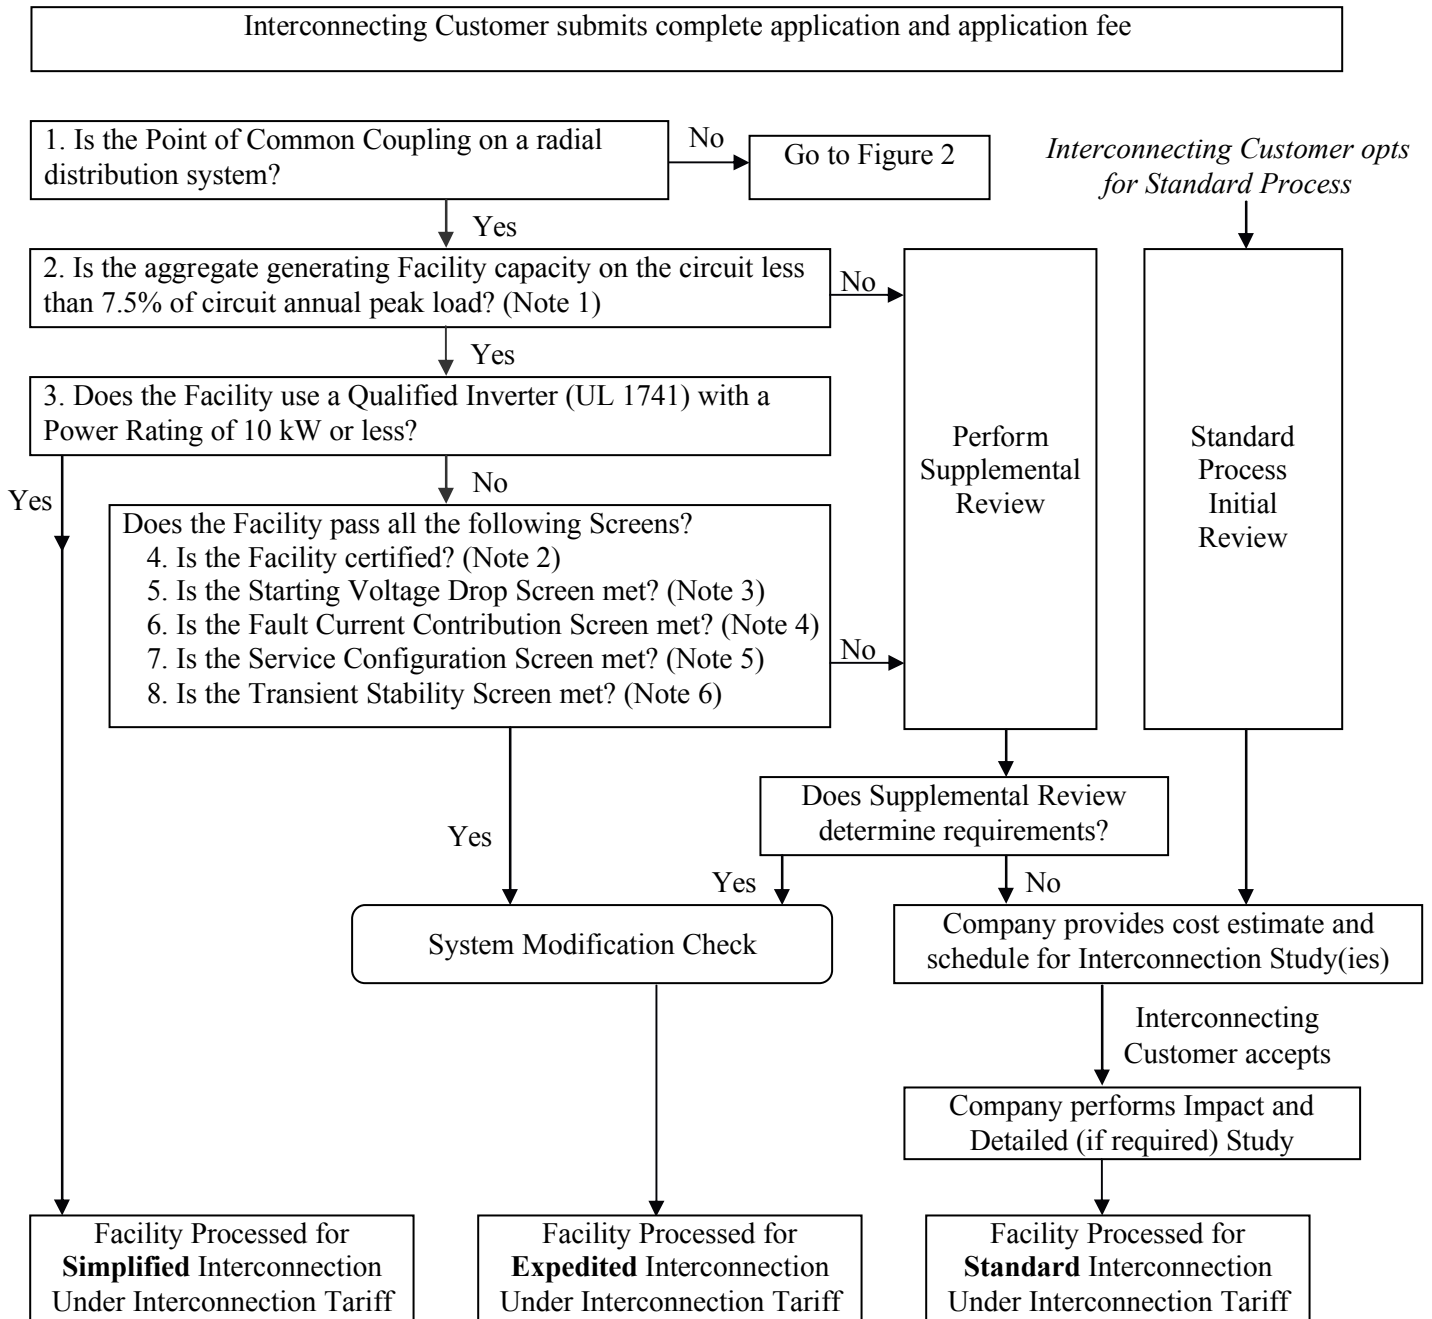 Interconnecting Customer submits complete application and application fee
1. Is the Point of Common Coupling on a radial
distribution system?
No
Go to Figure 2
Interconnecting Customer opts
for Standard Process
Yes
2. Is the aggregate generating Facility capacity on the circuit less
than 7.5% of circuit annual peak load? (Note 1)
No
Yes
3. Does the Facility use a Qualified Inverter (UL 1741) with a
Power Rating of 10 kW or less?
Perform
Supplemental
Review
Standard
Process
Initial
Review
Yes
No
Does the Facility pass all the following Screens?
4. Is the Facility certified? (Note 2)
5. Is the Starting Voltage Drop Screen met? (Note 3)
6. Is the Fault Current Contribution Screen met? (Note 4)
7. Is the Service Configuration Screen met? (Note 5)
8. Is the Transient Stability Screen met? (Note 6)
No
Does Supplemental Review
determine requirements?
Yes
Yes
No
System Modification Check
Company provides cost estimate and
schedule for Interconnection Study(ies)
Interconnecting
Customer accepts
Company performs Impact and
Detailed (if required) Study
Facility Processed for
Simplified Interconnection
Under Interconnection Tariff
Facility Processed for
Expedited Interconnection
Under Interconnection Tariff
Facility Processed for
Standard Interconnection
Under Interconnection Tariff